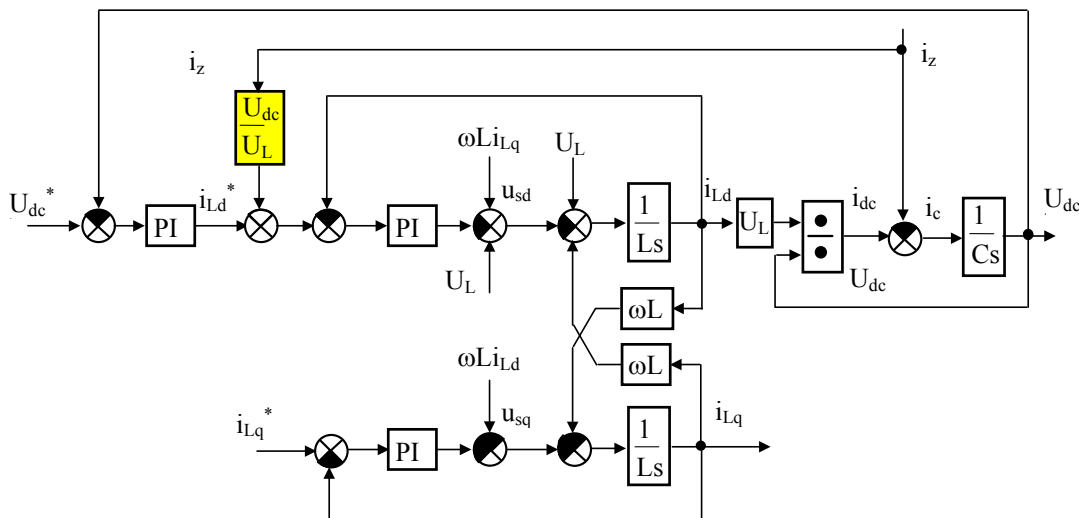 i_z
i_z
U_dc
U_L
ωLi_Lq
U_L
U_dc^*
i_Ld^*
u_sd
i_Ld
i_dc
i_c
U_dc
PI
PI
1
Ls
U_L
1
Cs
U_L
U_dc
ωL
ωLi_Ld
ωL
i_Lq^*
u_sq
i_Lq
PI
1
Ls